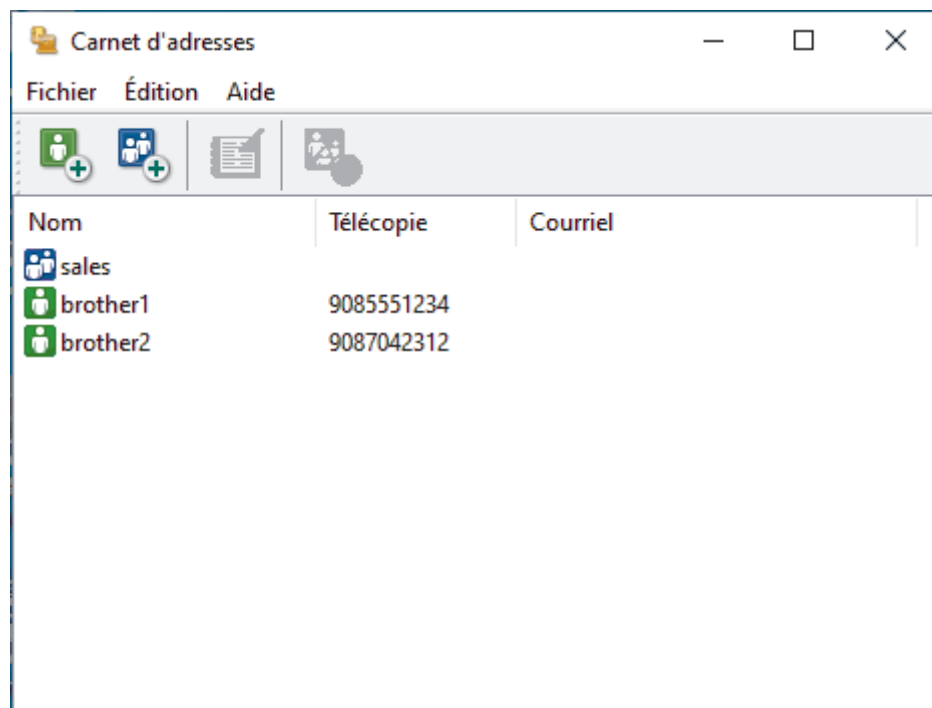 Carnet d'adresses
Fichier Édition Aide
Nom Télécopie Courriel
sales
brother1 9085551234
brother2 9087042312